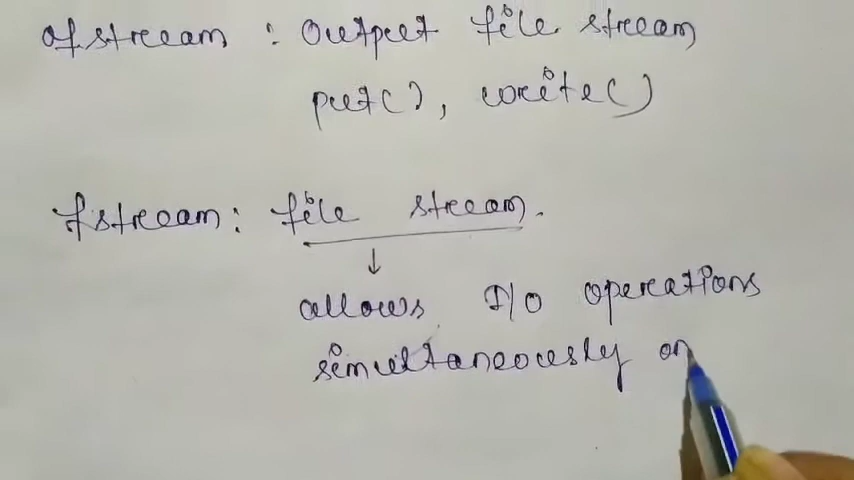 ofstream : Output file stream
put(), write()
fstream: file stream.
↓
allows I/O operations
simultaneously on